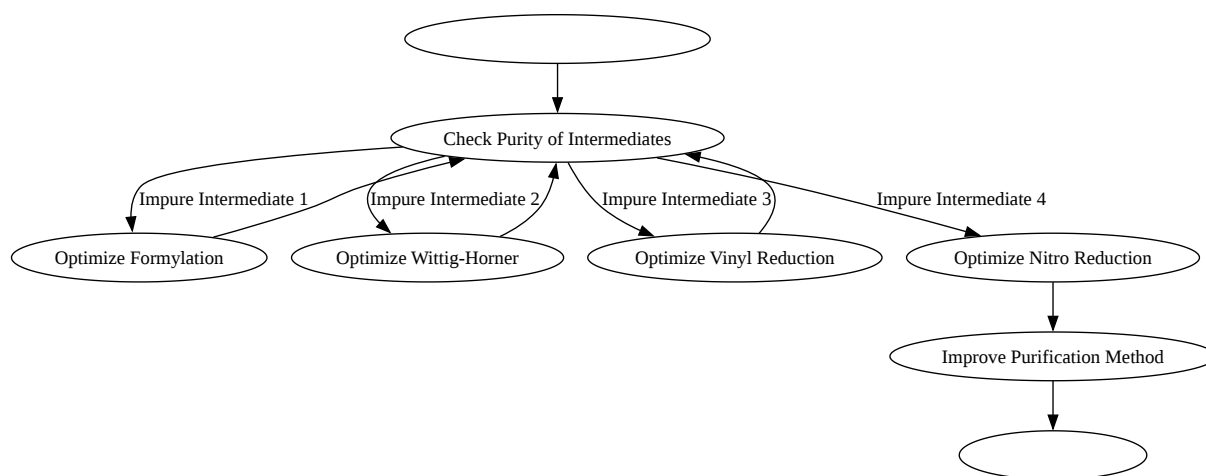 Check Purity of Intermediates
Impure Intermediate 1
Impure Intermediate 2
Impure Intermediate 3
Impure Intermediate 4
Optimize Formylation
Optimize Wittig-Horner
Optimize Vinyl Reduction
Optimize Nitro Reduction
Improve Purification Method